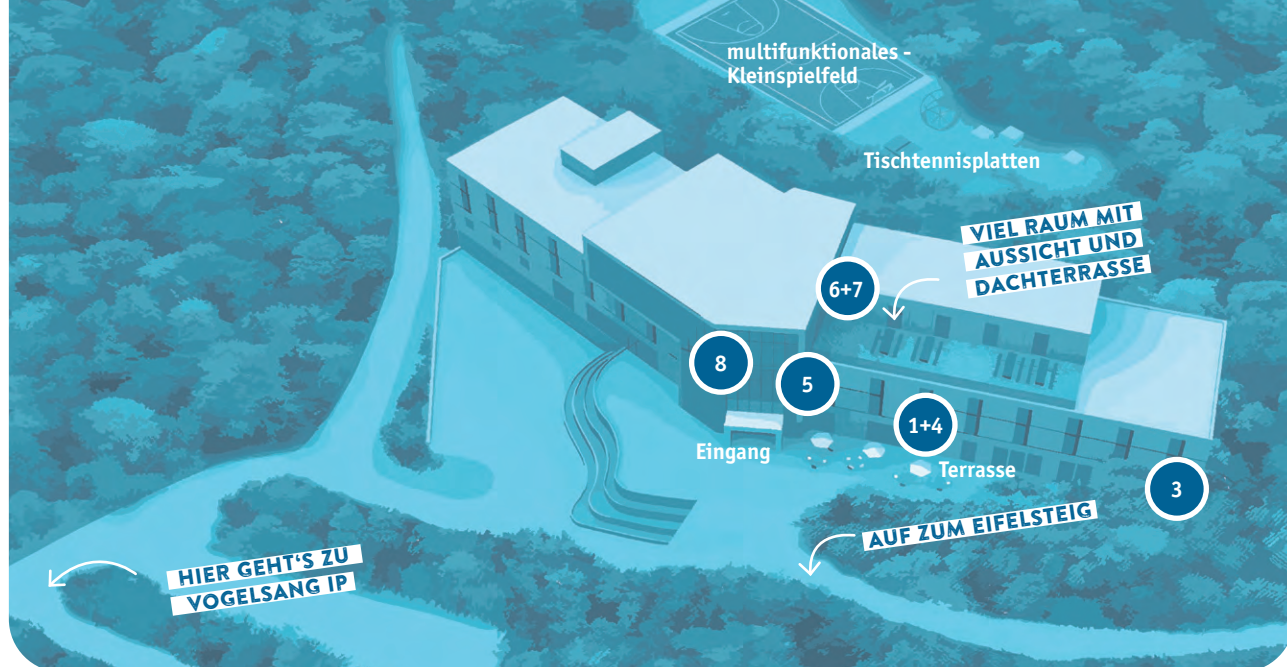 multifunktionales -
Kleinspielfeld
Tischtennisplatten
VIEL RAUM MIT
AUSSICHT UND
DACHTERRASSE
6+7
8
5
1+4
Eingang
Terrasse
3
AUF ZUM EIFELSTEIG
HIER GEHT'S ZU
VOGELSANG IP